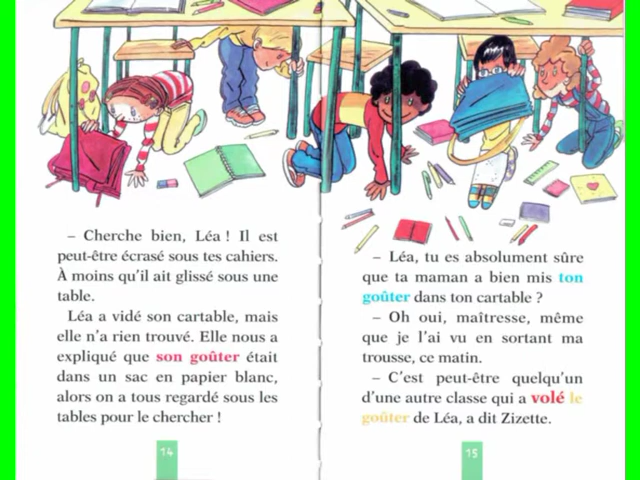 – Cherche bien, Léa ! Il est
peut-être écrasé sous tes cahiers.
À moins qu'il ait glissé sous une
table.
Léa a vidé son cartable, mais
elle n'a rien trouvé. Elle nous a
expliqué que son goûter était
dans un sac en papier blanc,
alors on a tous regardé sous les
tables pour le chercher !
14
– Léa, tu es absolument sûre
que ta maman a bien mis ton
goûter dans ton cartable ?
– Oh oui, maîtresse, même
que je l'ai vu en sortant ma
trousse, ce matin.
– C'est peut-être quelqu'un
d'une autre classe qui a volé le
goûter de Léa, a dit Zizette.
15